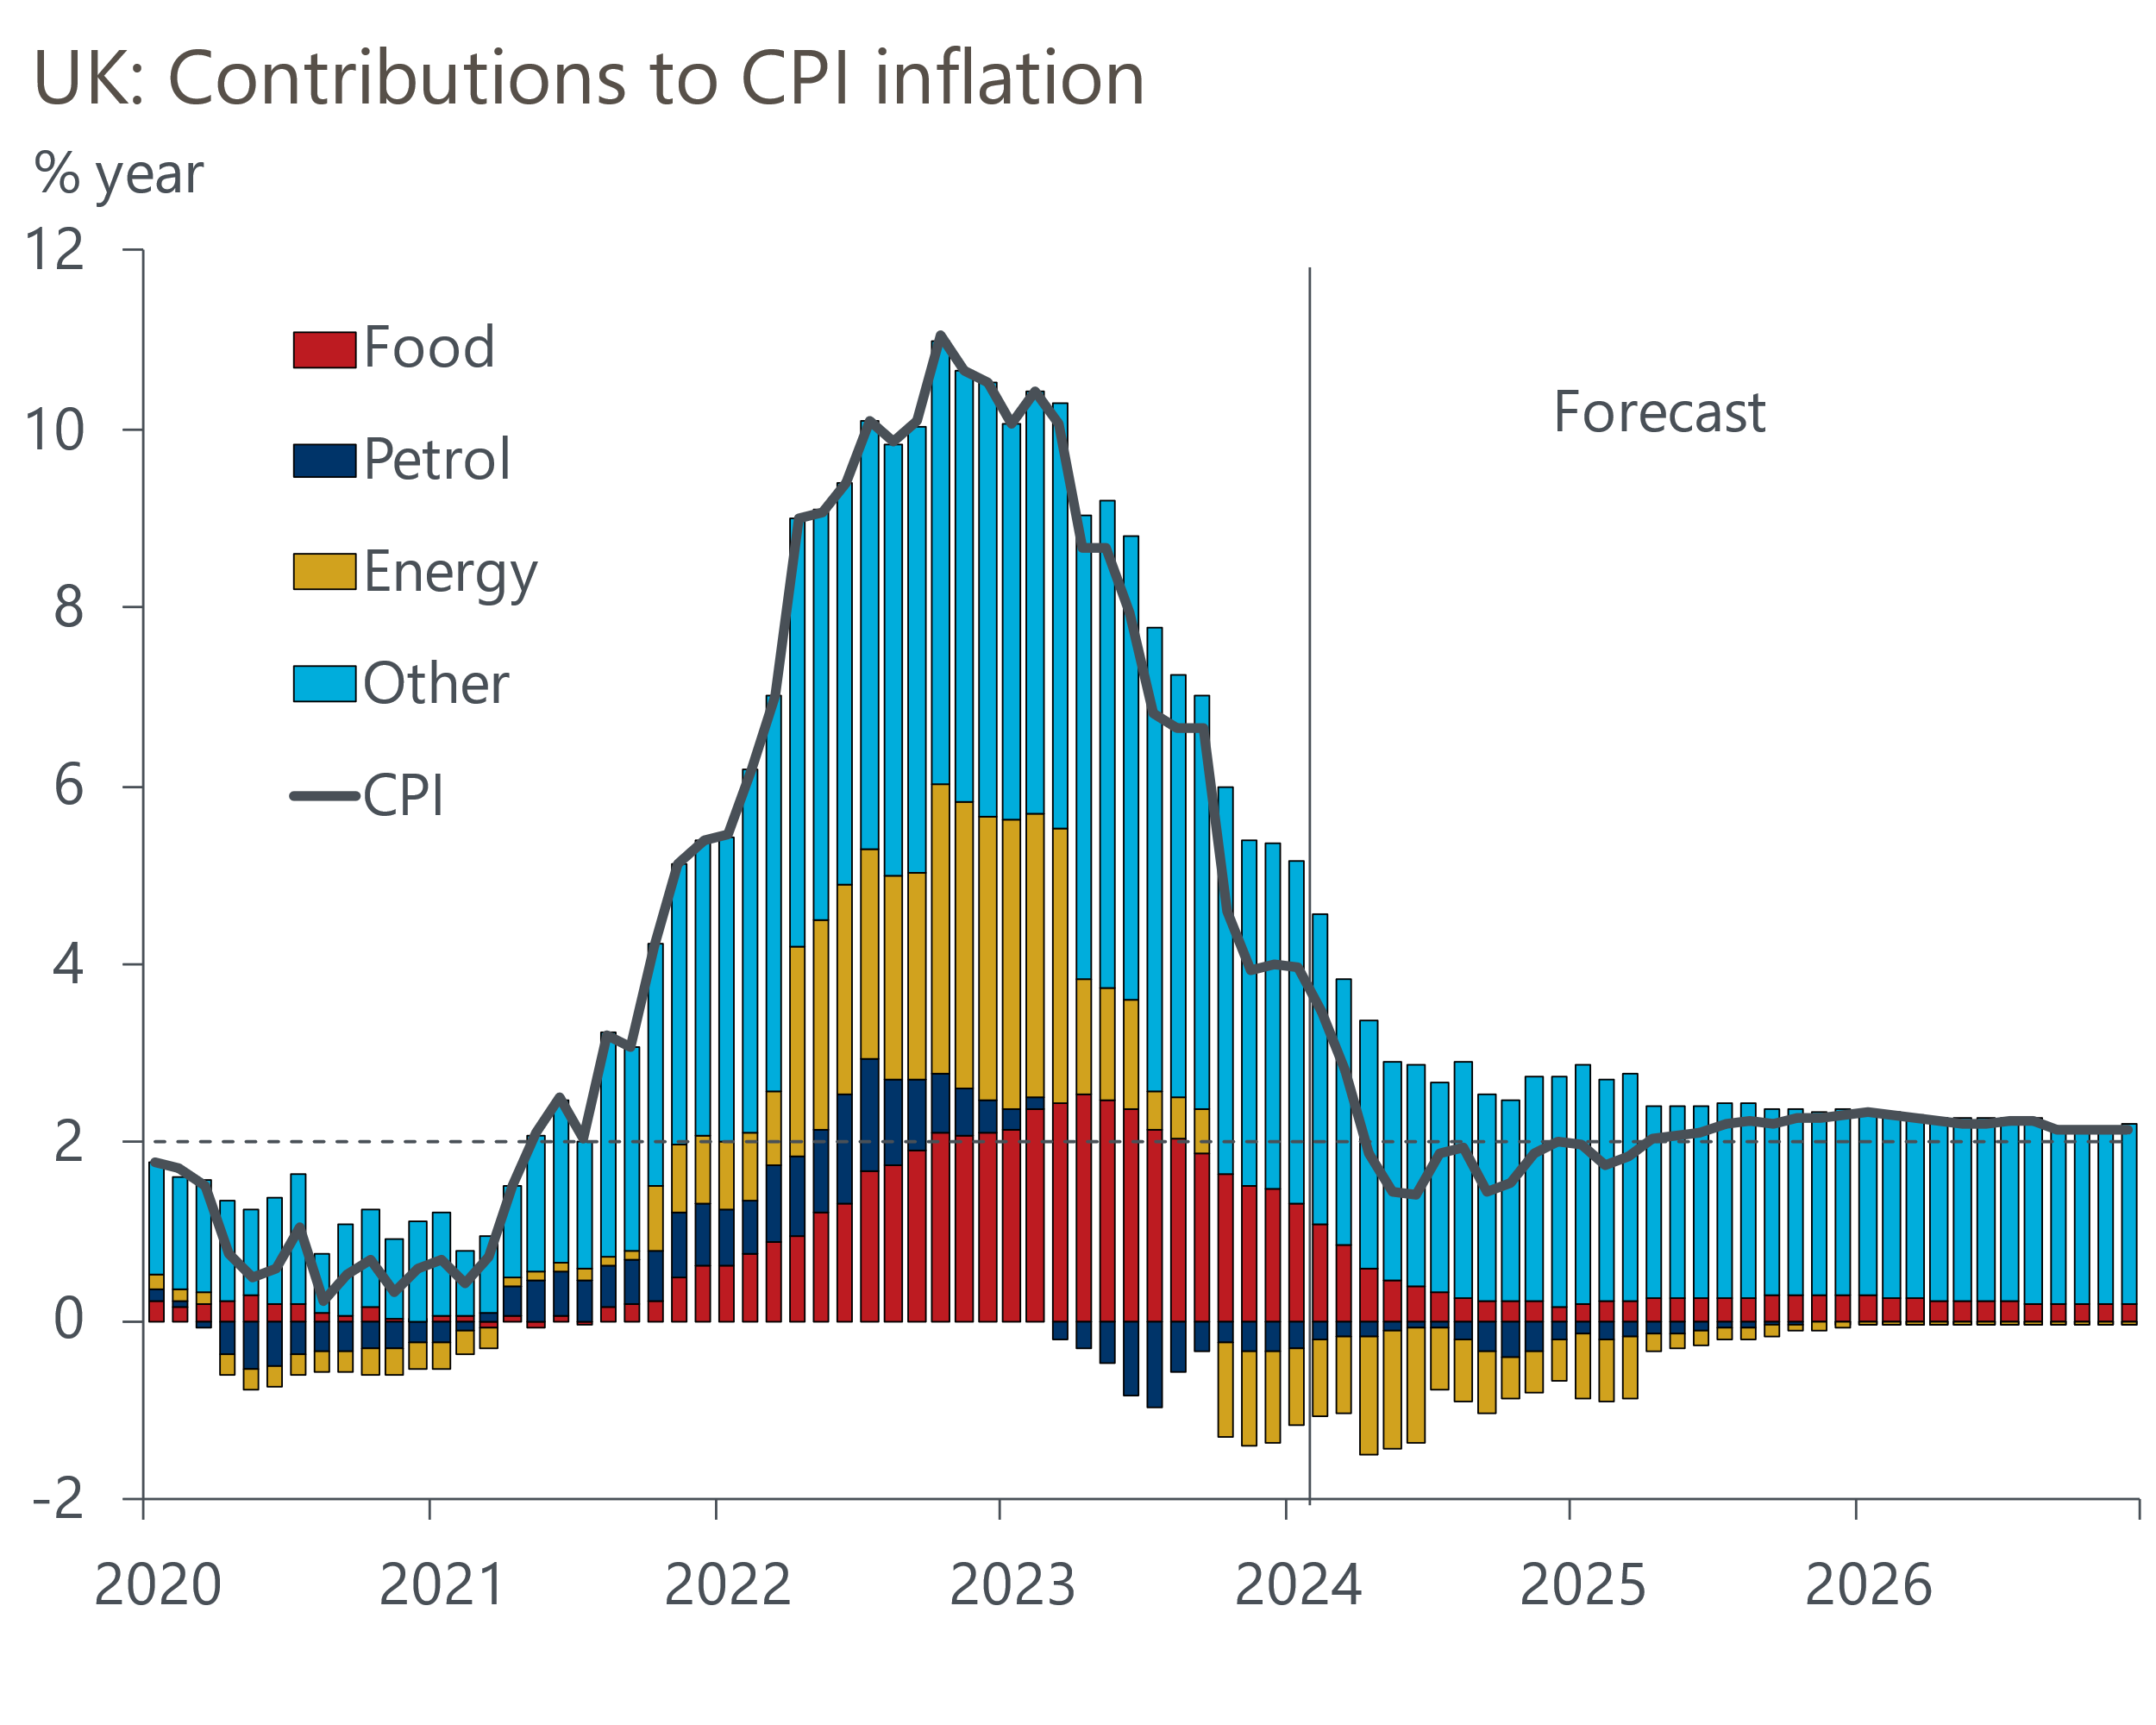 UK: Contributions to CPI inflation
% year
12
10
8
6
4
2
0
-2
Food
Petrol
Energy
Other
CPI
Forecast
2020 2021 2022 2023 2024 2025 2026